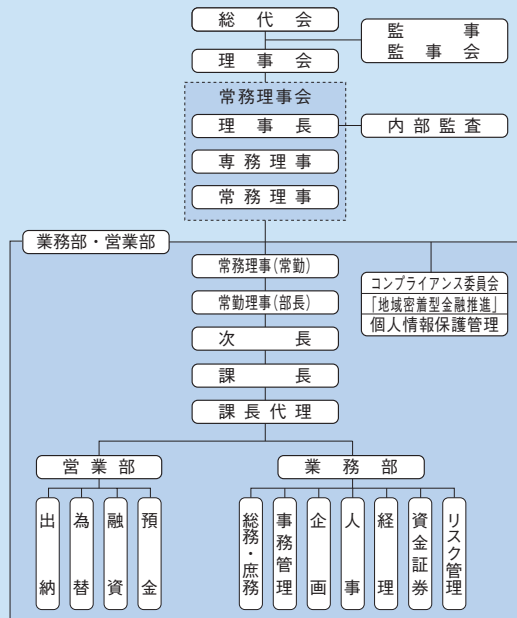 総代会
監事
監事会
理事会
常務理事会
理事長
内部監査
専務理事
常務理事
業務部・営業部
常務理事(常勤)
コンプライアンス委員会
「地域密着型金融推進」
個人情報保護管理
常勤理事(部長)
次長
課長
課長代理
営業部
業務部
出納
為替
融資
預金
総務・庶務
事務管理
企画
人事
経理
資金証券
リスク管理